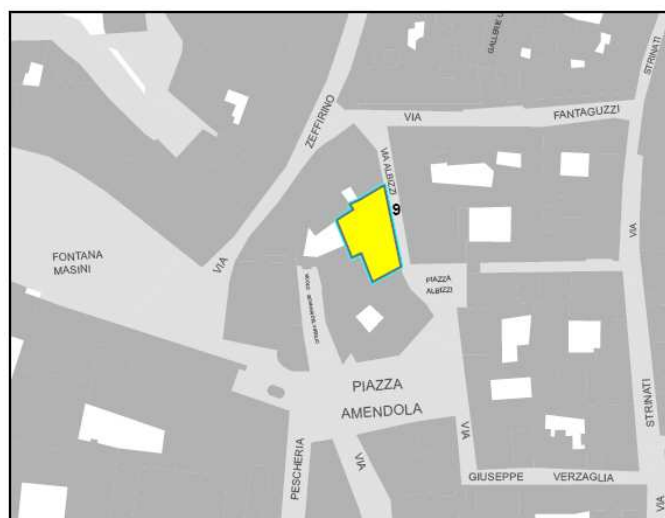 GALLERIE
STRINATI
ZEFFIRINO
VIA
FANTAGUZZI
VIA ALBIZZI
9
VIA
FONTANA
MASINI
VIA
PIAZZA
ALBIZZI
PIAZZA
AMENDOLA
STRINATI
PESCHERIA
VIA
VIA
GIUSEPPE VERZAGLIA
VIA